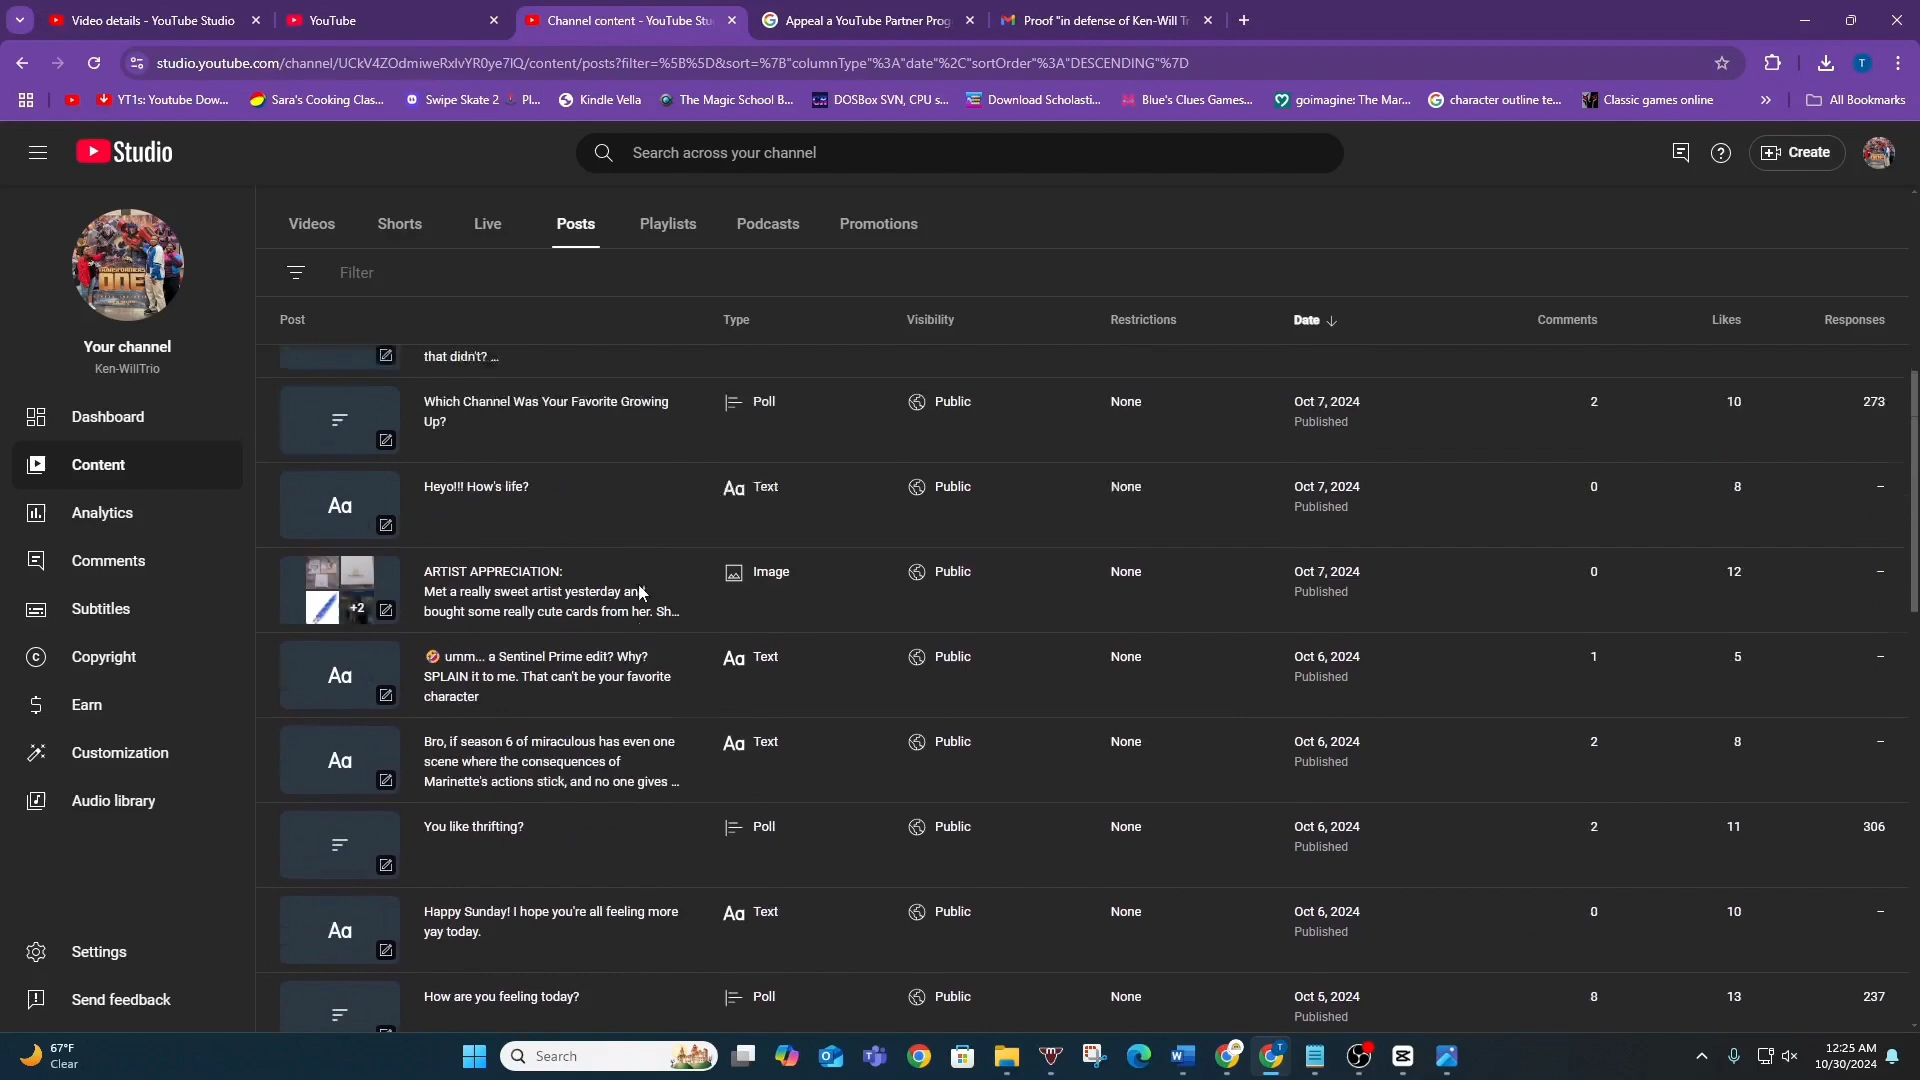 Video details - YouTube Studio
YouTube
Channel content - YouTube Stu
Appeal a YouTube Partner Prog
Proof "in defense of Ken-Will Tr
studio.youtube.com/channel/UCkV4ZOdmiweRxlvYR0ye7lQ/content/posts?filter=%5B%5D&sort=%7B"columnType"%3A"date"%2C"sortOrder"%3A"DESCENDING"%7D
T
YT1s: Youtube Dow...
Sara's Cooking Clas...
Swipe Skate 2 Pl...
Kindle Vella
The Magic School B...
DOSBox SVN, CPU s...
Download Scholasti...
Blue's Clues Games...
goimagine: The Mar...
character outline te...
Classic games online
All Bookmarks
Studio
Search across your channel
Create
Videos Shorts Live Posts Playlists Podcasts Promotions
Filter
Post Type Visibility Restrictions Date Comments Likes Responses
Your channel
Ken-WillTrio
Dashboard
Content
Analytics
Comments
Subtitles
Copyright
Earn
Customization
Audio library
Settings
Send feedback
that didn't? ...
Which Channel Was Your Favorite Growing Poll Public None Oct 7, 2024 2 10 273
Up? Published
Aa Heyo!!! How's life? Aa Text Public None Oct 7, 2024 0 8 –
Published
ARTIST APPRECIATION: Image Public None Oct 7, 2024 0 12 –
Met a really sweet artist yesterday and Published
+2 bought some really cute cards from her. Sh...
🤣 umm... a Sentinel Prime edit? Why? Aa Text Public None Oct 6, 2024 1 5 –
Aa SPLAIN it to me. That can't be your favorite Published
character
Bro, if season 6 of miraculous has even one Aa Text Public None Oct 6, 2024 2 8 –
Aa scene where the consequences of Published
Marinette's actions stick, and no one gives ...
You like thrifting? Poll Public None Oct 6, 2024 2 11 306
Published
Happy Sunday! I hope you're all feeling more Aa Text Public None Oct 6, 2024 0 10 –
Aa yay today. Published
How are you feeling today? Poll Public None Oct 5, 2024 8 13 237
Published
67°F
Clear
Search
12:25 AM
10/30/2024